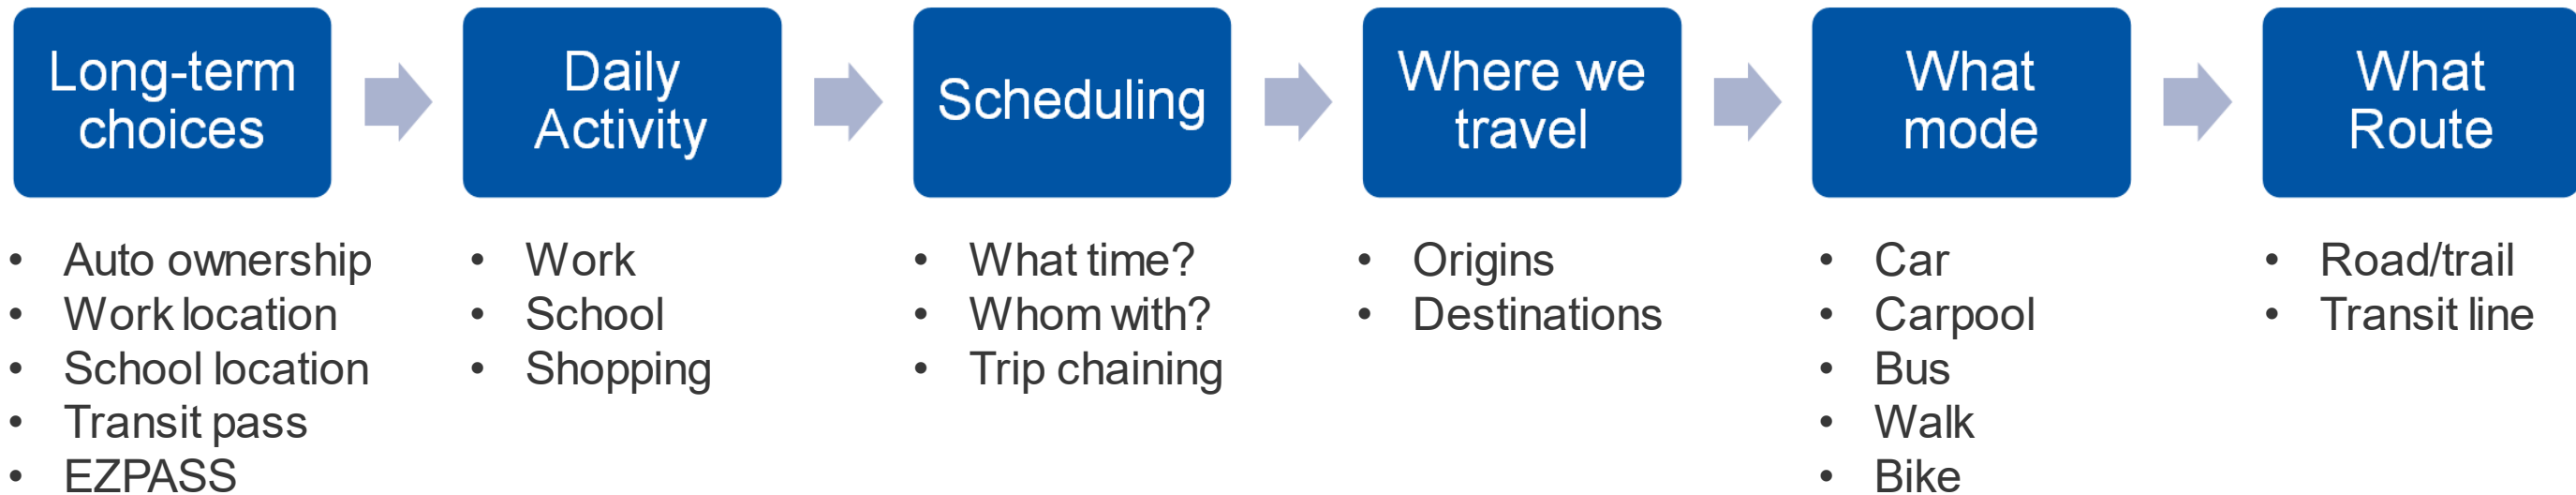 Long-term
choices
Daily
Activity
Scheduling
Where we
travel
What
mode
What
Route
• Auto ownership
• Work location
• School location
• Transit pass
• EZPASS
• Work
• School
• Shopping
• What time?
• Whom with?
• Trip chaining
• Origins
• Destinations
• Car
• Carpool
• Bus
• Walk
• Bike
• Road/trail
• Transit line